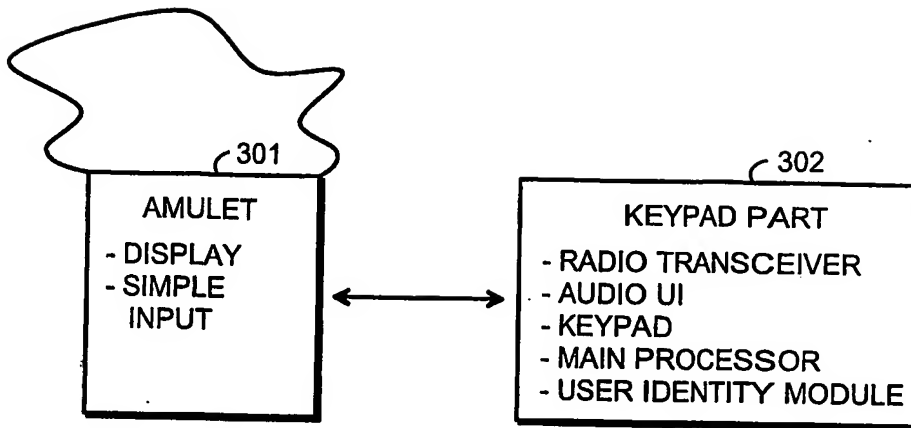 301
AMULET
- DISPLAY
- SIMPLE
INPUT
302
KEYPAD PART
- RADIO TRANSCEIVER
- AUDIO UI
- KEYPAD
- MAIN PROCESSOR
- USER IDENTITY MODULE